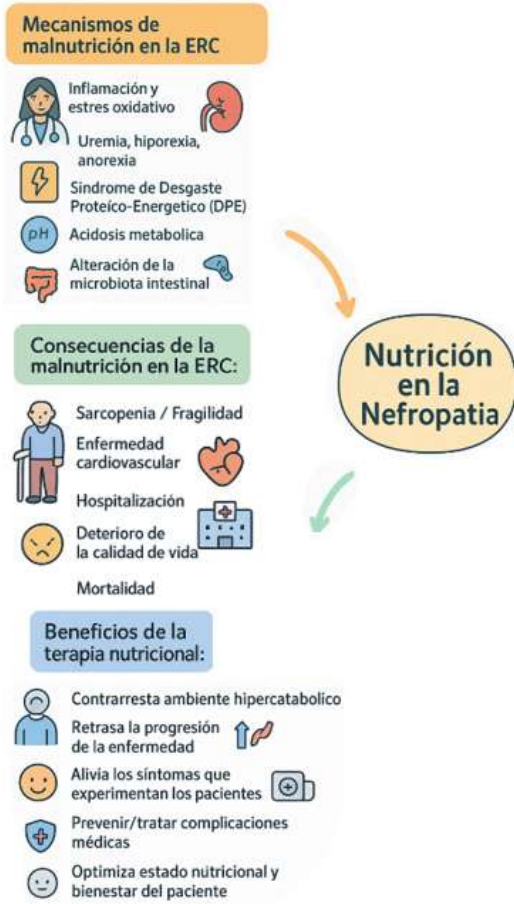 Mecanismos de
malnutrición en la ERC
Inflamación y
estres oxidativo
Uremia, hiporexia,
anorexia
Síndrome de Desgaste
Proteíco-Energetico (DPE)
pH
Acidosis metabolica
Alteración de la
microbiota intestinal
Nutrición
en la
Nefropatia
Consecuencias de la
malnutrición en la ERC:
Sarcopenia / Fragilidad
Enfermedad
cardiovascular
Hospitalización
Deterioro de
la calidad de vida
Mortalidad
Beneficios de la
terapia nutricional:
Contrarresta ambiente hipercatabolico
Retrasa la progresión
de la enfermedad
Alivia los síntomas que
experimentan los pacientes
Prevenir/tratar complicaciones
médicas
Optimiza estado nutricional y
bienestar del paciente